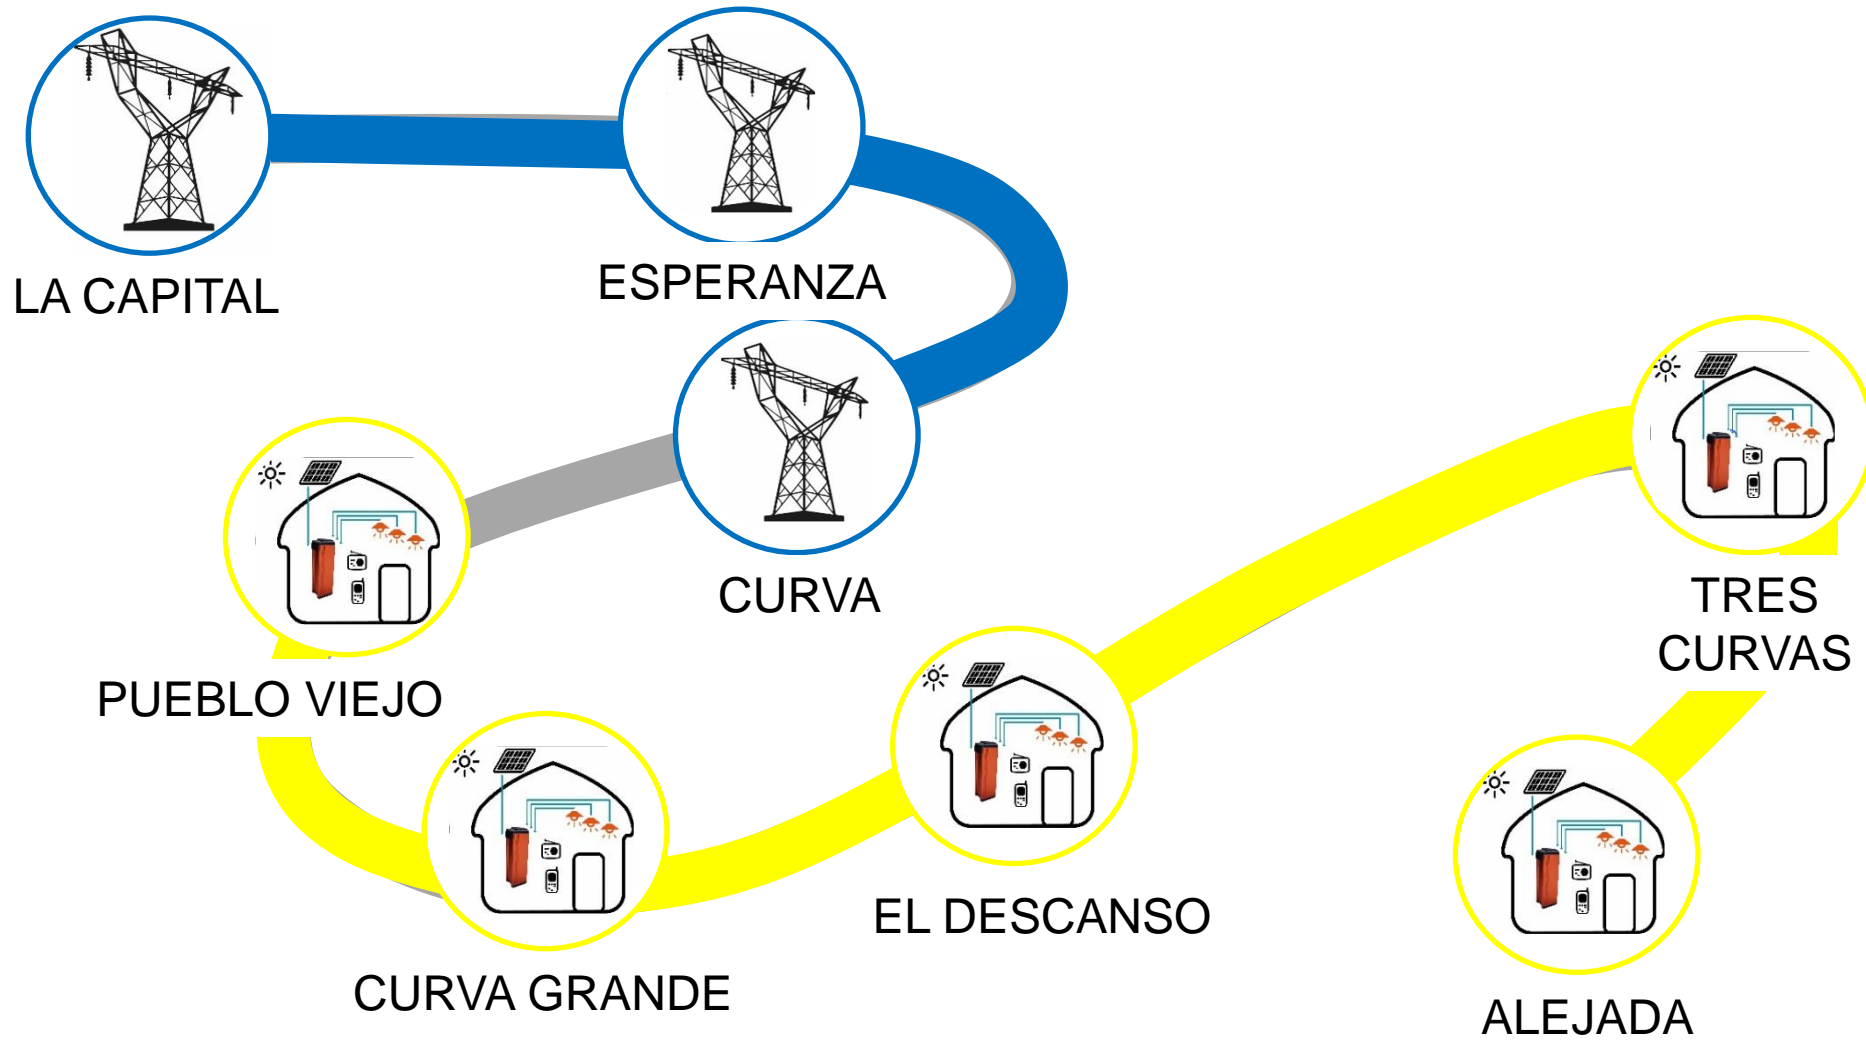 LA CAPITAL
ESPERANZA
CURVA
PUEBLO VIEJO
CURVA GRANDE
EL DESCANSO
TRES
CURVAS
ALEJADA